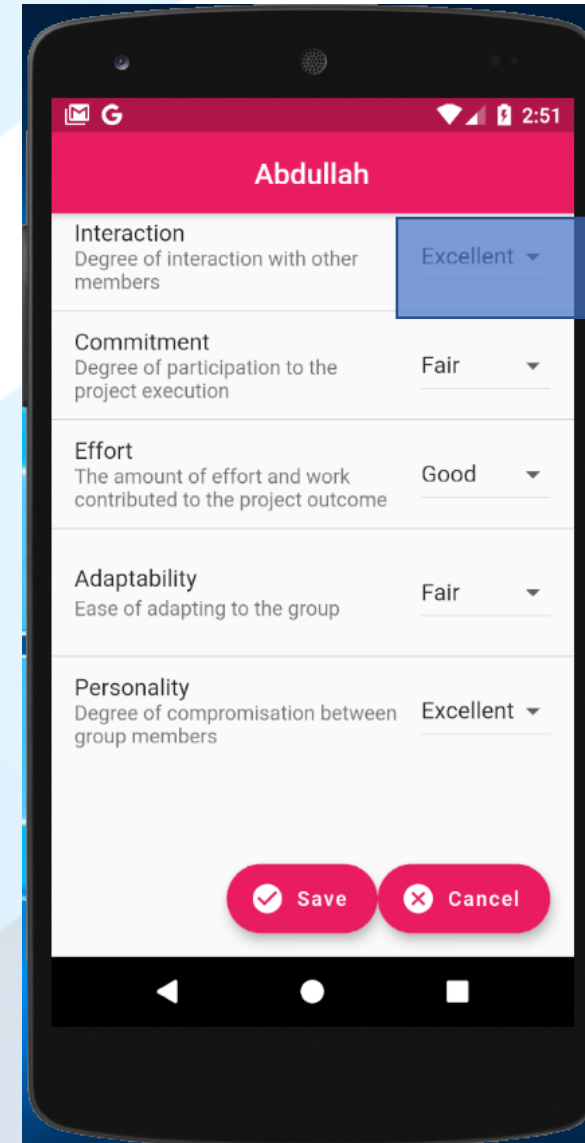 G 2:51
Abdullah
Interaction
Degree of interaction with other
members
Excellent
Commitment
Degree of participation to the
project execution
Fair
Effort
The amount of effort and work
contributed to the project outcome
Good
Adaptability
Ease of adapting to the group
Fair
Personality
Degree of compromisation between
group members
Excellent
Save Cancel